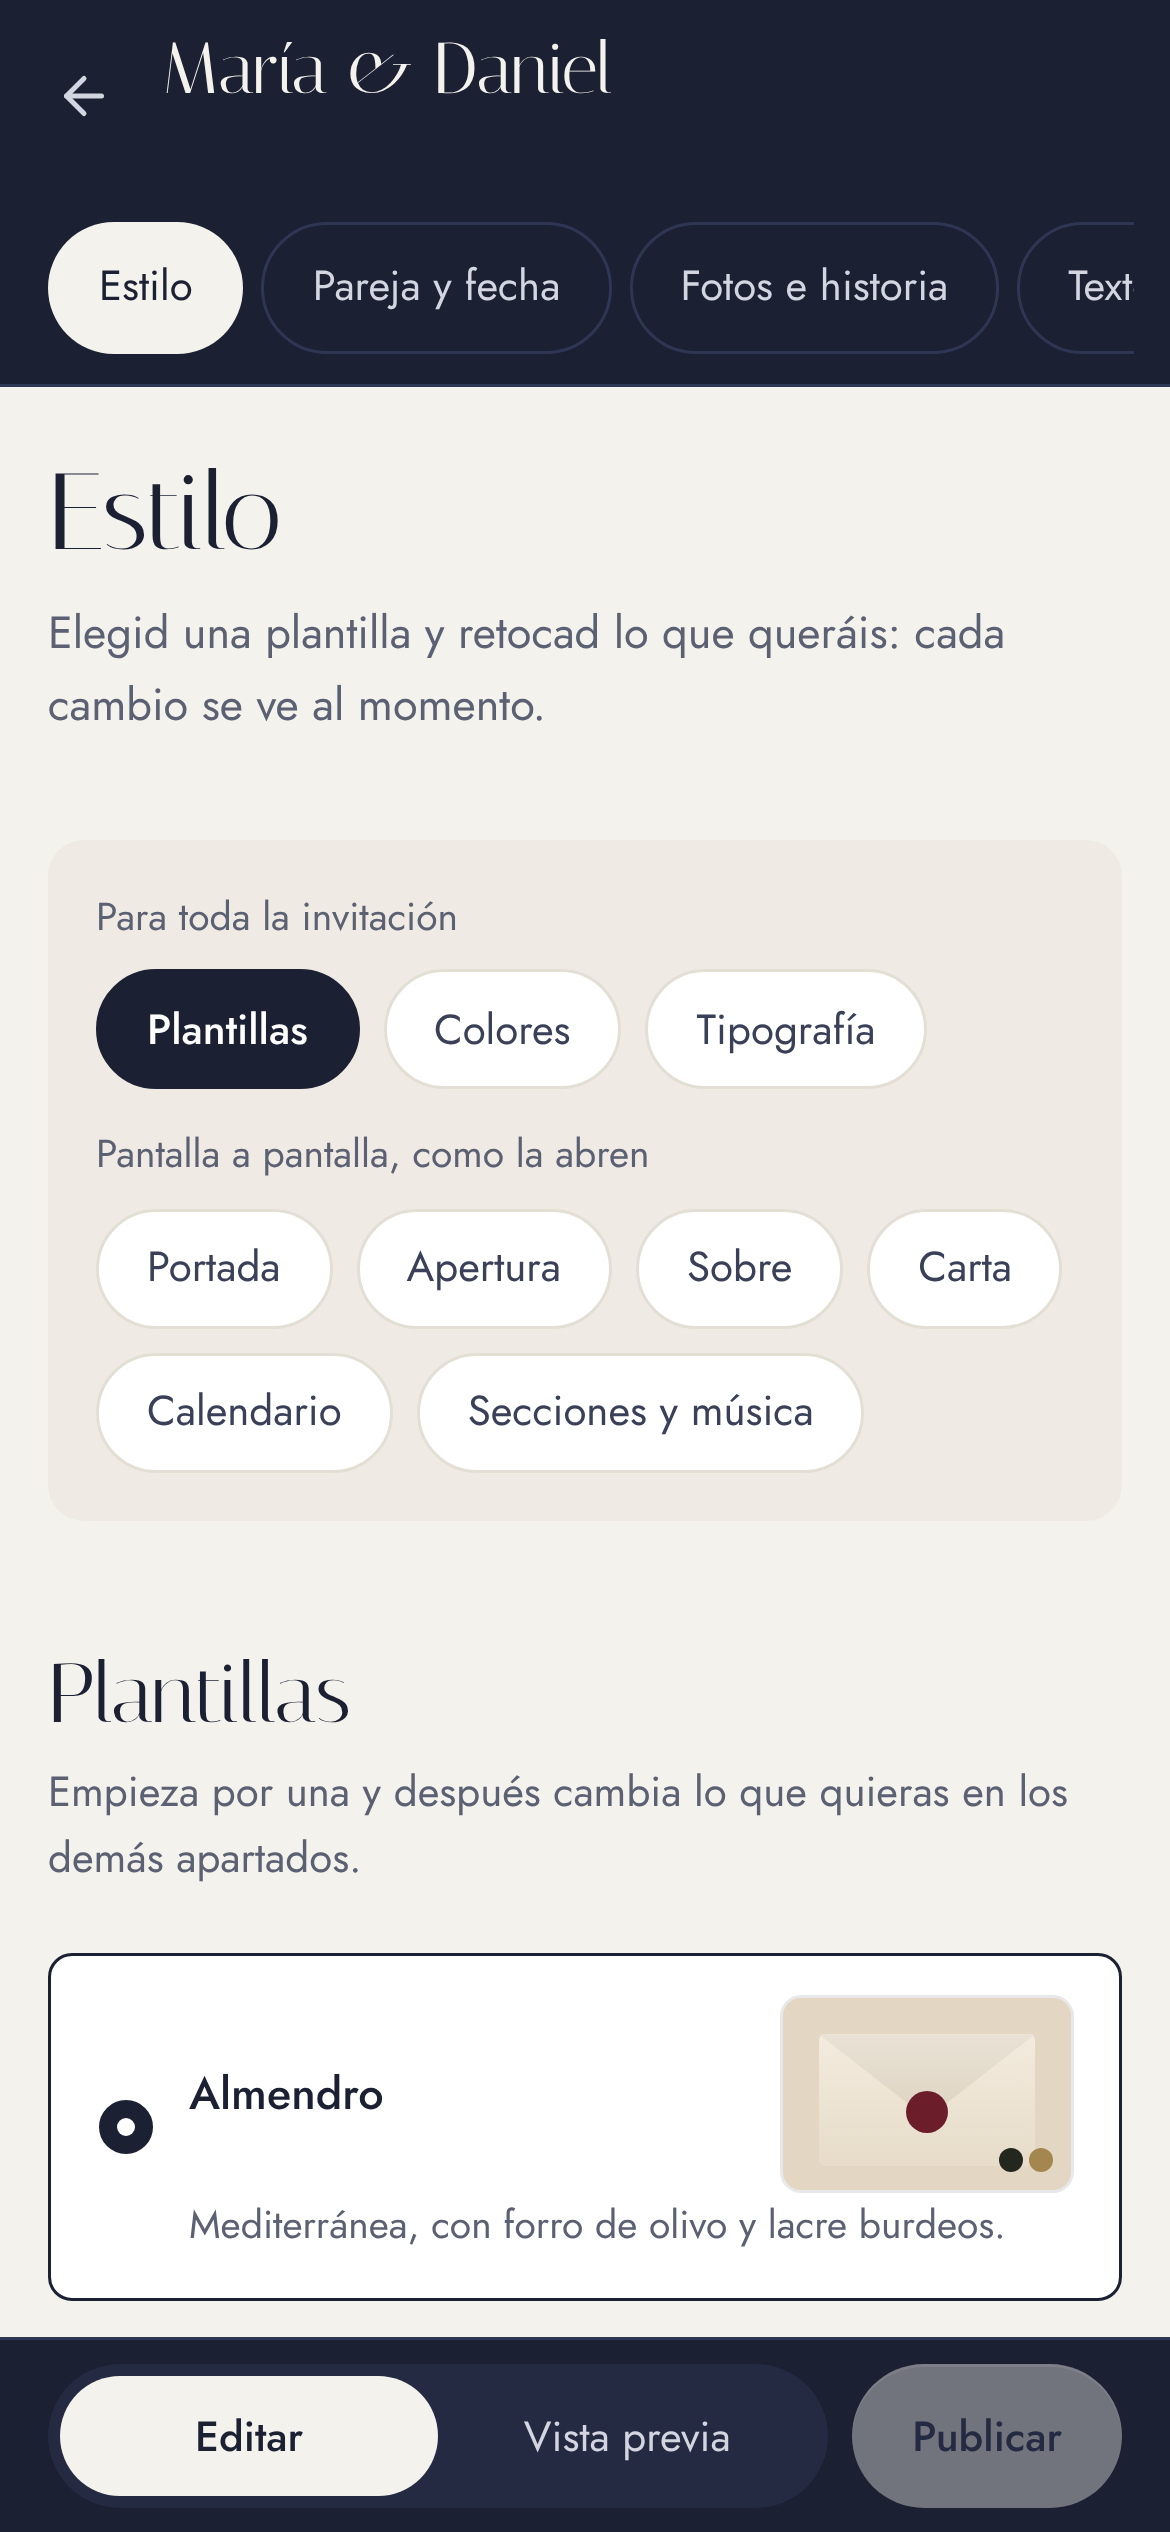 María & Daniel
Estilo
Pareja y fecha
Fotos e historia
Text
Estilo
Elegid una plantilla y retocad lo que queráis: cada
cambio se ve al momento.
Para toda la invitación
Plantillas
Colores
Tipografía
Pantalla a pantalla, como la abren
Portada
Apertura
Sobre
Carta
Calendario
Secciones y música
Plantillas
Empieza por una y después cambia lo que quieras en los
demás apartados.
Almendro
Mediterránea, con forro de olivo y lacre burdeos.
Editar
Vista previa
Publicar